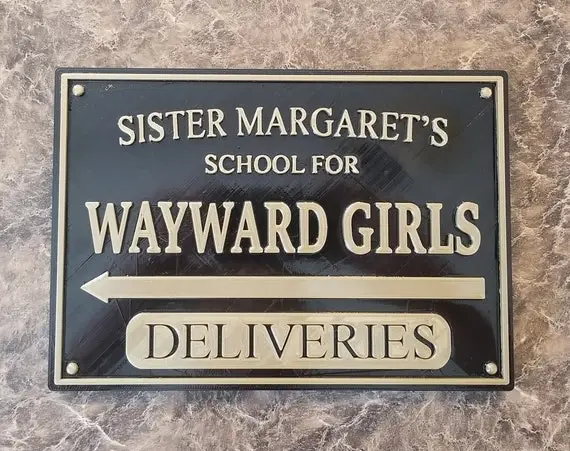 SISTER MARGARET'S
SCHOOL FOR
WAYWARD GIRLS
DELIVERIES